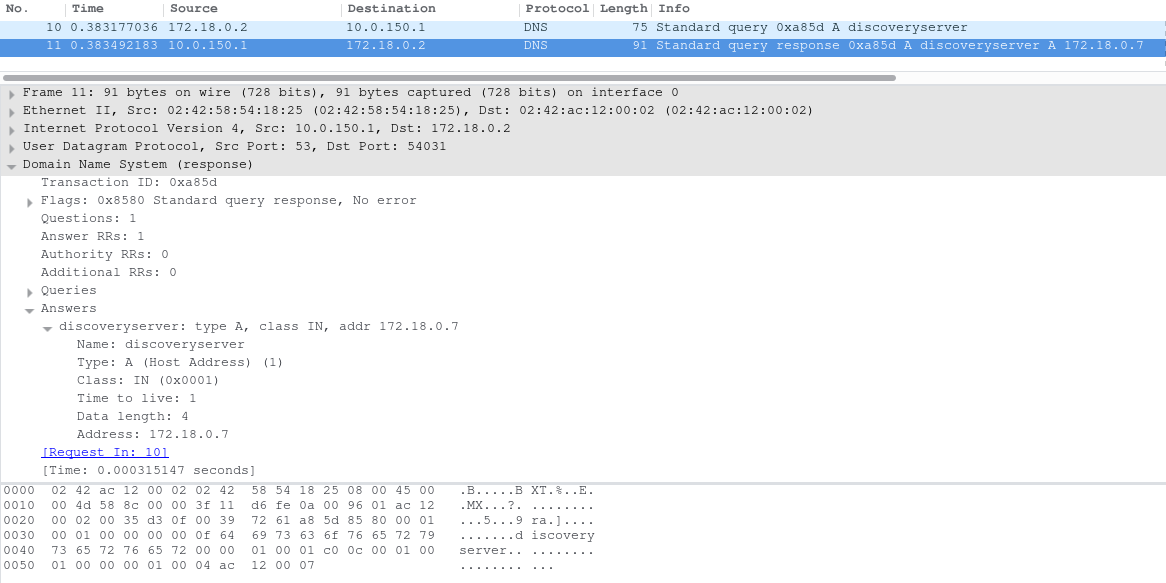 No. Time Source Destination Protocol Length Info
10 0.383177036 172.18.0.2 10.0.150.1 DNS 75 Standard query 0xa85d A discoveryserver
11 0.383492183 10.0.150.1 172.18.0.2 DNS 91 Standard query response 0xa85d A discoveryserver A 172.18.0.7
Frame 11: 91 bytes on wire (728 bits), 91 bytes captured (728 bits) on interface 0
Ethernet II, Src: 02:42:58:54:18:25 (02:42:58:54:18:25), Dst: 02:42:ac:12:00:02 (02:42:ac:12:00:02)
Internet Protocol Version 4, Src: 10.0.150.1, Dst: 172.18.0.2
User Datagram Protocol, Src Port: 53, Dst Port: 54031
Domain Name System (response)
Transaction ID: 0xa85d
Flags: 0x8580 Standard query response, No error
Questions: 1
Answer RRs: 1
Authority RRs: 0
Additional RRs: 0
Queries
Answers
discoveryserver: type A, class IN, addr 172.18.0.7
Name: discoveryserver
Type: A (Host Address) (1)
Class: IN (0x0001)
Time to live: 1
Data length: 4
Address: 172.18.0.7
[Request In: 10]
[Time: 0.000315147 seconds]
0000 02 42 ac 12 00 02 02 42 58 54 18 25 08 00 45 00 .B.....B XT.%..E.
0010 00 4d 58 8c 00 00 3f 11 d6 fe 0a 00 96 01 ac 12 .MX...?. ........
0020 00 02 00 35 d3 0f 00 39 72 61 a8 5d 85 80 00 01 ...5...9 ra.]....
0030 00 01 00 00 00 00 0f 64 69 73 63 6f 76 65 72 79 .......d iscovery
0040 73 65 72 76 65 72 00 00 01 00 01 c0 0c 00 01 00 server.. ........
0050 01 00 00 00 01 00 04 ac 12 00 07 ........ ...